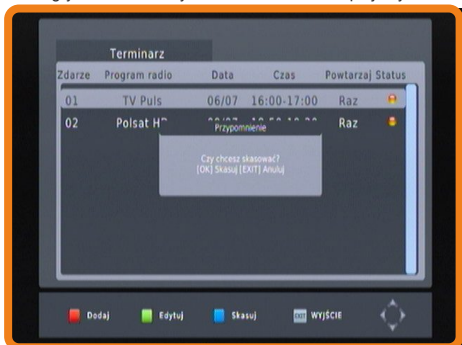 Terminarz
Zdarze Program radio Data Czas Powtarzaj Status
01 TV Puls 06/07 16:00-17:00 Raz
02 Polsat Raz
Przypomnienie
Czy chcesz skasować?
[OK] Skasuj [EXIT] Anuluj
Dodaj Edytuj Skasuj EXIT WYJŚCIE